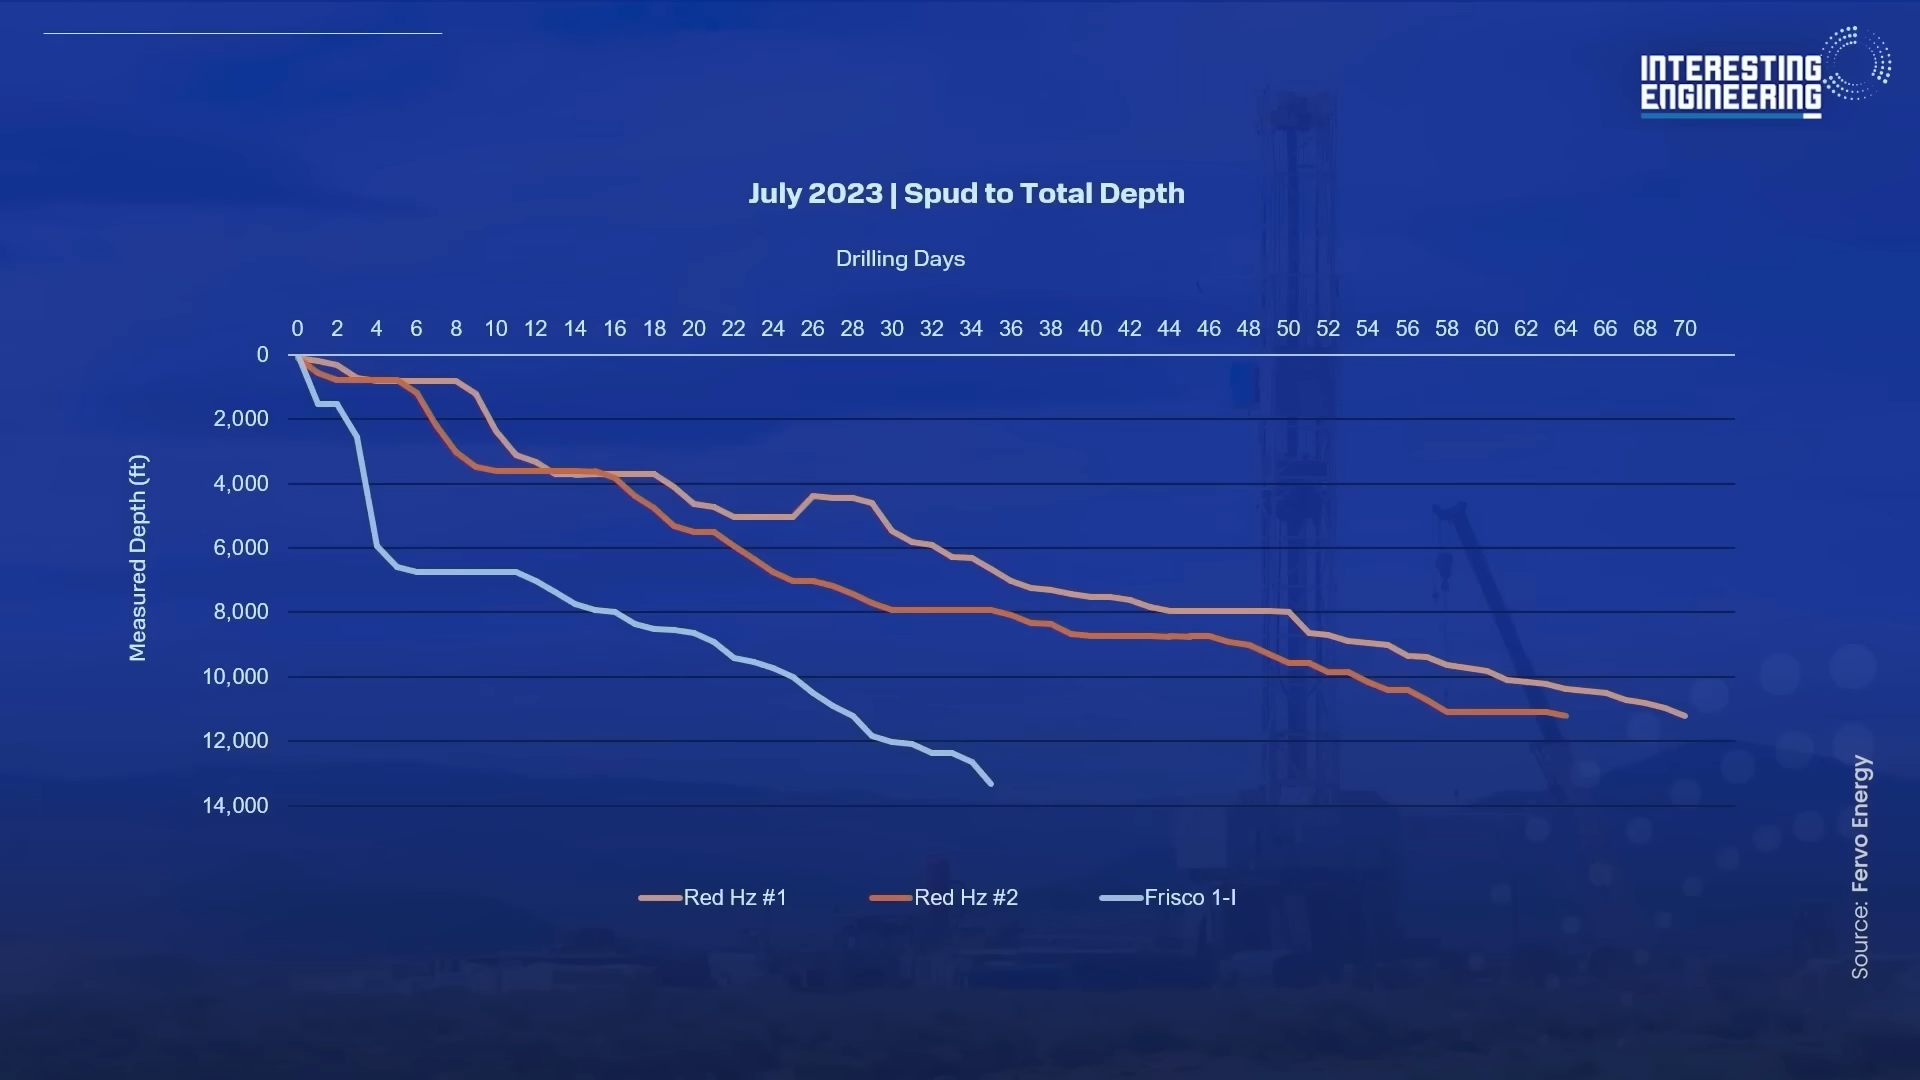 INTERESTING
ENGINEERING
July 2023 | Spud to Total Depth
Drilling Days
0 2 4 6 8 10 12 14 16 18 20 22 24 26 28 30 32 34 36 38 40 42 44 46 48 50 52 54 56 58 60 62 64 66 68 70
0
2,000
4,000
6,000
8,000
10,000
12,000
14,000
Measured Depth (ft)
Red Hz #1 Red Hz #2 Frisco 1-I
Source: Fervo Energy